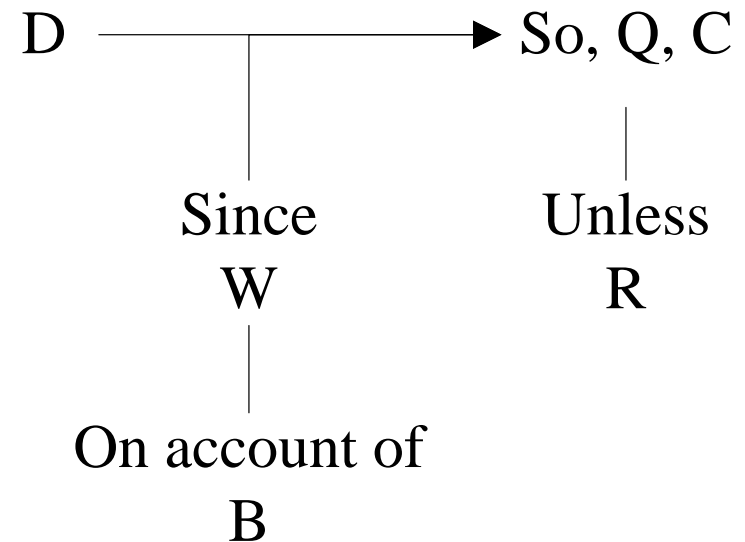 D
So, Q, C
Since
W
Unless
R
On account of
B